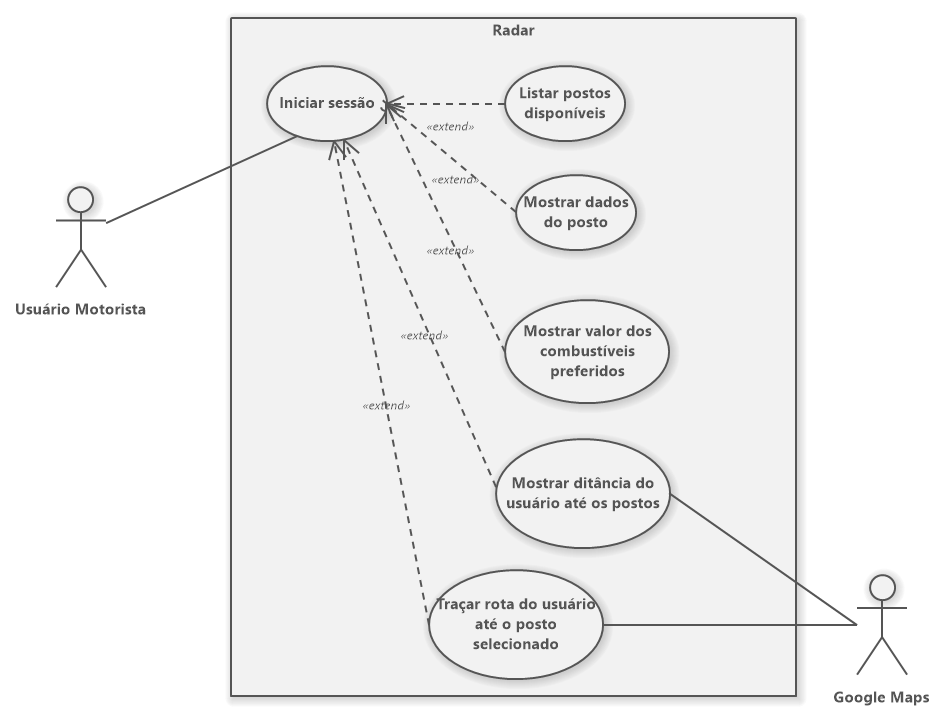 Radar
Iniciar sessão
Listar postos
disponíveis
«extend»
Mostrar dados
do posto
«extend»
Usuário Motorista
«extend»
Mostrar valor dos
combustíveis
preferidos
«extend»
«extend»
Mostrar ditância do
usuário até os postos
Traçar rota do usuário
até o posto
selecionado
Google Maps